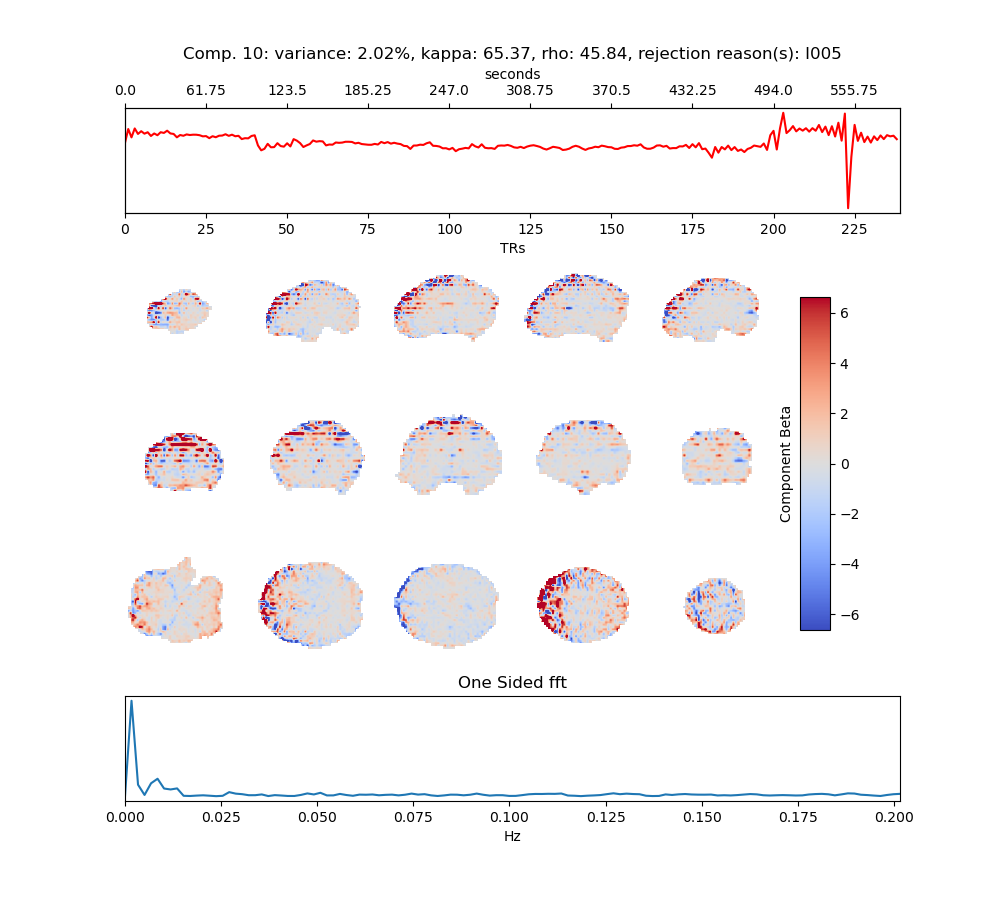 Comp. 10: variance: 2.02%, kappa: 65.37, rho: 45.84, rejection reason(s): I005
seconds
0.0 61.75 123.5 185.25 247.0 308.75 370.5 432.25 494.0 555.75
0 25 50 75 100 125 150 175 200 225
TRs
6
4
2
0
−2
−4
−6
Component Beta
One Sided fft
0.000 0.025 0.050 0.075 0.100 0.125 0.150 0.175 0.200
Hz